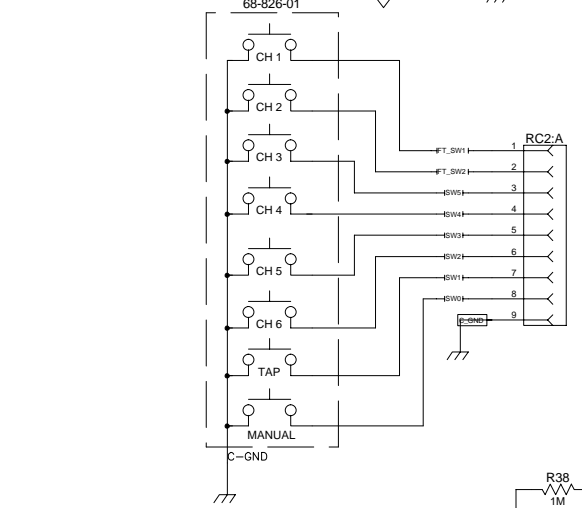 68-826-01
CH 1
CH 2
CH 3
CH 4
CH 5
CH 6
TAP
MANUAL
C-GND
RC2:A
FT_SW1 1
FT_SW2 2
SW5 3
SW4 4
SW3 5
SW2 6
SW1 7
SW0 8
C_GND 9
R38
1M